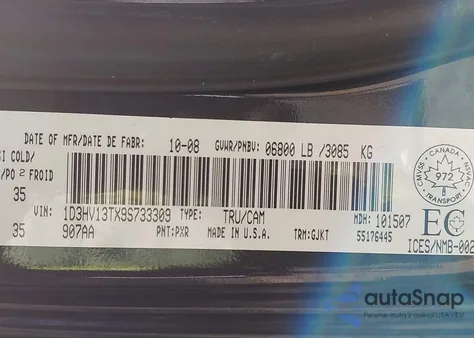 DATE OF MFR/DATE DE FABR: 10-08 GVWR/PNBV: 06800 LB /3085 KG
SI COLD/
/PO 2 FROID
35
VIN: 1D3HV13TX9S733309 TYPE: TRU/CAM MDH: 101507
35 907AA PNT:PXR MADE IN U.S.A. TRM:GJKT 55176445
CANADA
972
TRANSPORT
CMVSS
NSVAC
EC
ICES/NMB-002
autoSnap